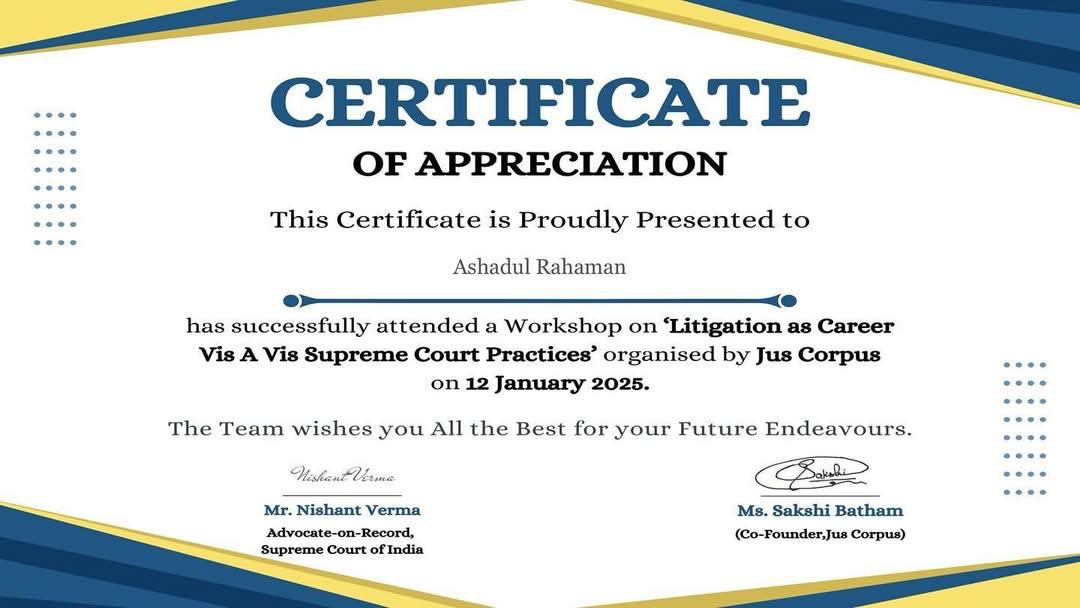 CERTIFICATE
OF APPRECIATION
This Certificate is Proudly Presented to
Ashadul Rahaman
has successfully attended a Workshop on ‘Litigation as Career
Vis A Vis Supreme Court Practices’ organised by Jus Corpus
on 12 January 2025.
The Team wishes you All the Best for your Future Endeavours.
Nishant Verma
Mr. Nishant Verma
Advocate-on-Record,
Supreme Court of India
Sakshi
Ms. Sakshi Batham
(Co-Founder,Jus Corpus)